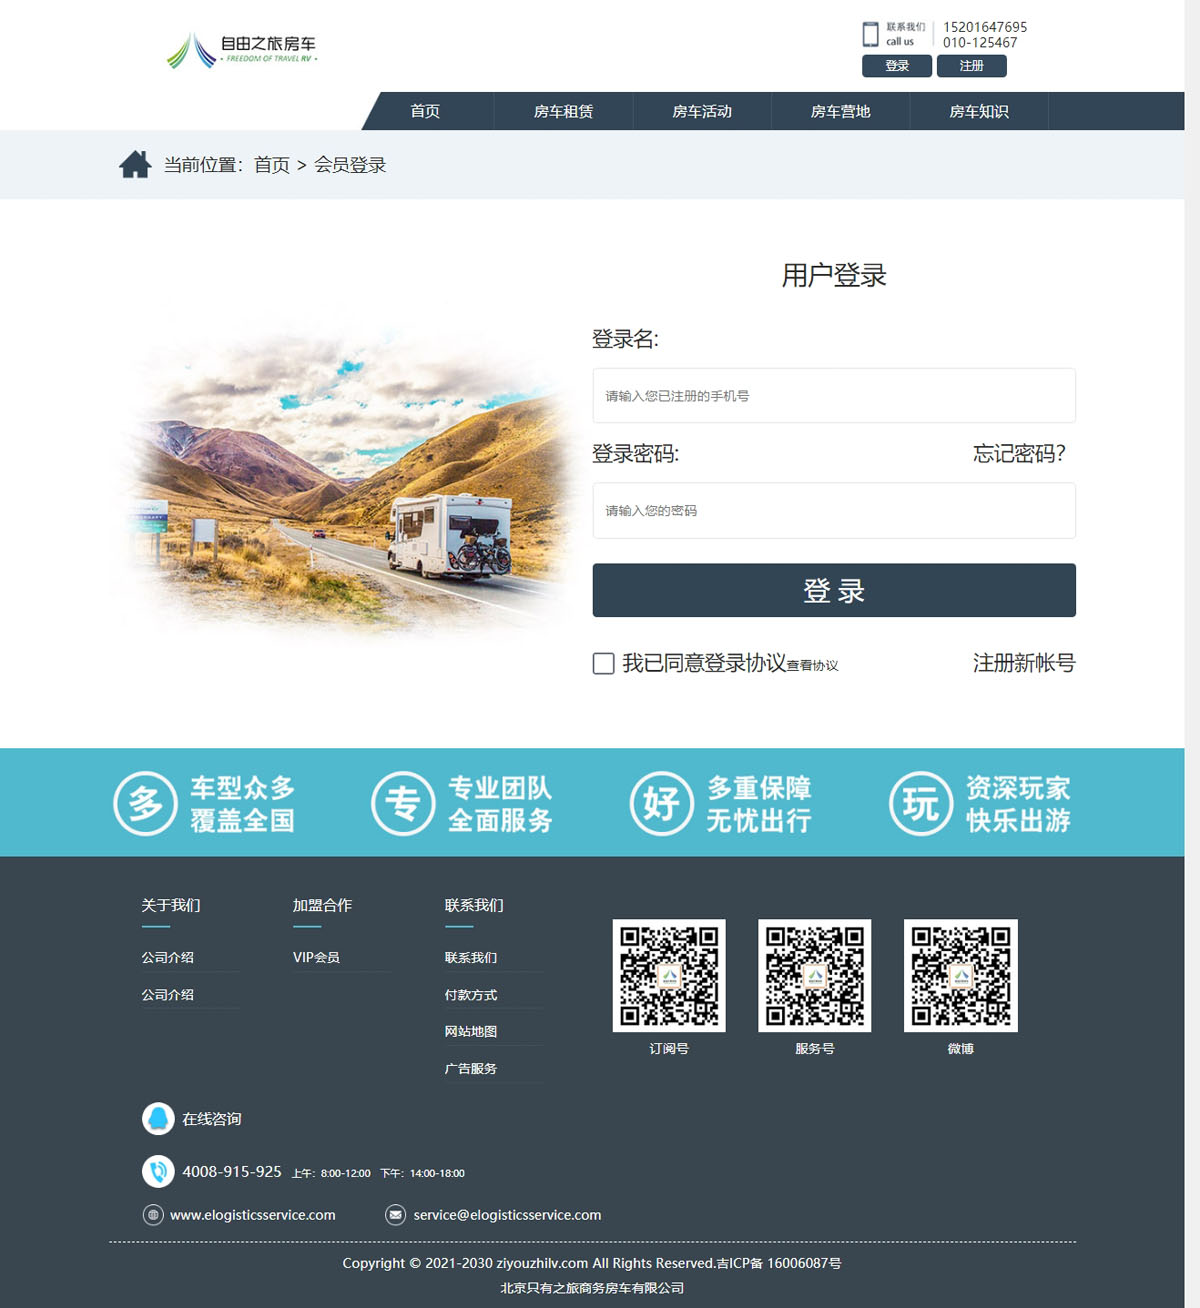 自由之旅房车
· FREEDOM OF TRAVEL RV ·
联系我们
call us
15201647695
010-125467
登录
注册
首页
房车租赁
房车活动
房车营地
房车知识
当前位置：首页 > 会员登录
用户登录
登录名:
请输入您已注册的手机号
登录密码:
忘记密码？
请输入您的密码
登 录
我已同意登录协议查看协议
注册新帐号
多
车型众多
覆盖全国
专
专业团队
全面服务
好
多重保障
无忧出行
玩
资深玩家
快乐出游
关于我们
公司介绍
公司介绍
加盟合作
VIP会员
联系我们
联系我们
付款方式
网站地图
广告服务
订阅号
服务号
微博
在线咨询
4008-915-925 上午：8:00-12:00 下午：14:00-18:00
www.elogisticsservice.com
service@elogisticsservice.com
Copyright © 2021-2030 ziyouzhilv.com All Rights Reserved.吉ICP备 16006087号
北京只有之旅商务房车有限公司